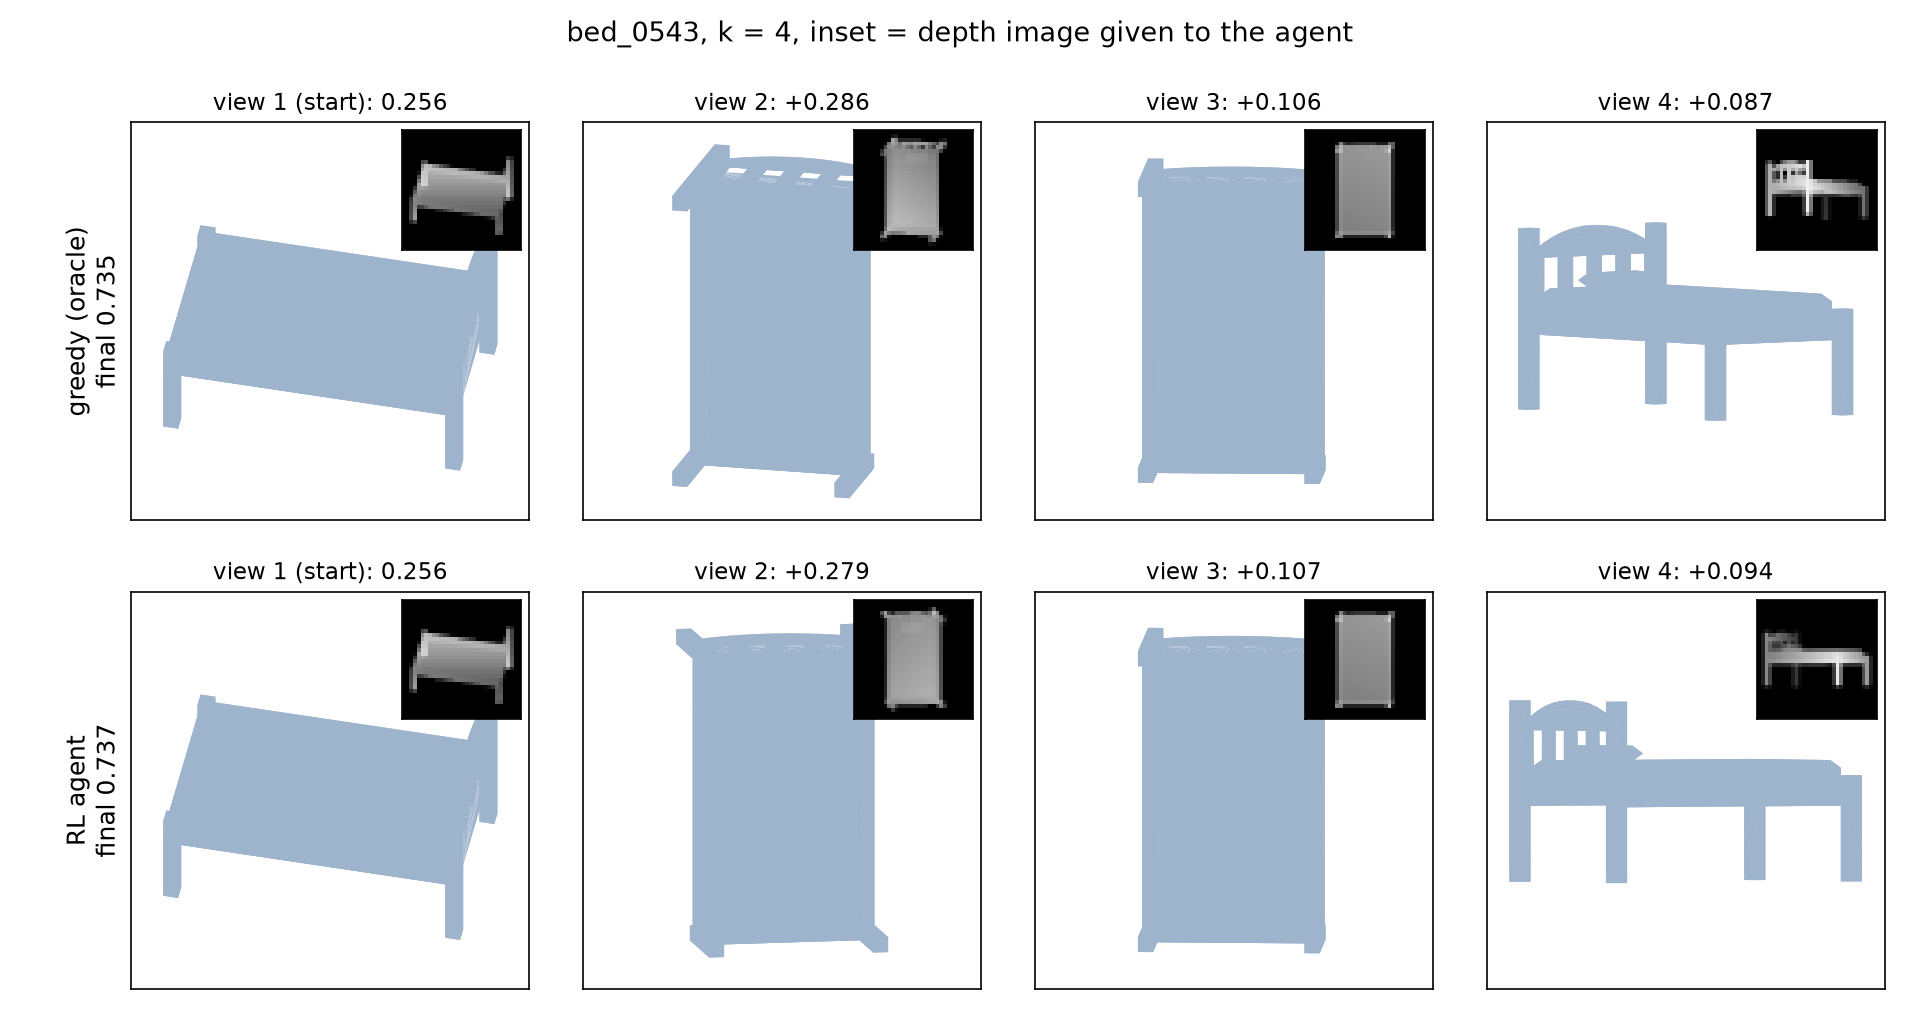 bed_0543, k = 4, inset = depth image given to the agent
greedy (oracle)
final 0.735
view 1 (start): 0.256
view 2: +0.286
view 3: +0.106
view 4: +0.087
RL agent
final 0.737
view 1 (start): 0.256
view 2: +0.279
view 3: +0.107
view 4: +0.094